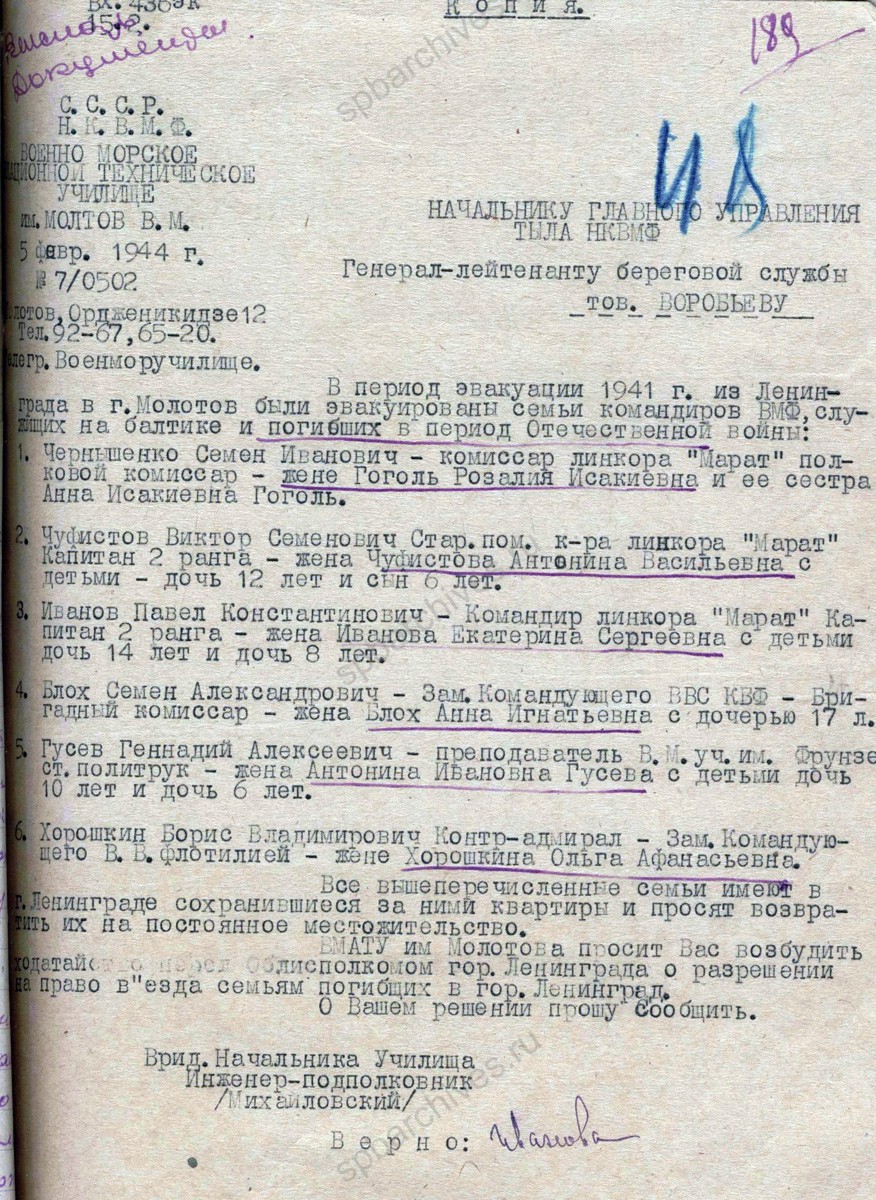 Вх. 436эк
КОПИЯ.
15.
документы
189
С.С.С.Р.
Н.К.В.М.Ф.
ВОЕННО МОРСКОЕ
АЦИОННОЙ ТЕХНИЧЕСКОЕ
УЧИЛИЩЕ
им.МОЛТОВ В.М.
5 февр. 1944 г.
№ 7/0502
олотов,Ордженикидзе12
Тел.92-67,65-20.
елегр.Военморучилище.
48
НАЧАЛЬНИКУ ГЛАВНОГО УПРАВЛЕНИЯ
ТЫЛА НКВМФ
Генерал-лейтенанту береговой службы
тов. ВОРОБЬЕВУ
В период эвакуации 1941 г. из Ленин-
града в г.Молотов были эвакуированы семьи командиров ВМФ,слу-
жищих на балтике и погибших в период Отечественной войны:
1. Чернышенко Семен Иванович - комиссар линкора "Марат" пол-
ковой комиссар - жене Гоголь Розалия Исакиевна и ее сестра
Анна Исакиевна Гоголь.
2. Чуфистов Виктор Семенович Стар.пом. к-ра линкора "Марат"
Капитан 2 ранга - жена Чуфистова Антонина Васильевна с
детьми - дочь 12 лет и сын 6 лет.
3. Иванов Павел Константинович - Командир линкора "Марат" Ка-
питан 2 ранга - жена Иванова Екатерина Сергеевна с детьми
дочь 14 лет и дочь 8 лет.
4. Блох Семен Александрович - Зам.Командующего ВВС КБФ - Бри-
гадный комиссар - жена Блох Анна Игнатьевна с дочерью 17 л.
5. Гусев Геннадий Алексеевич - преподаватель В.М.уч.им. Фрунзе
ст.политрук - жена Антонина Ивановна Гусева с детьми дочь
10 лет и дочь 6 лет.
6. Хорошкин Борис Владимирович Контр-адмирал - Зам.Командую-
щего В.В.флотилией - жене Хорошкина Ольга Афанасьевна.
Все вышеперечисленные семьи имеют в
г.Ленинграде сохранившиеся за ними квартиры и просят возвра-
тить их на постоянное местожительство.
ВМАТУ им Молотова просит Вас возбудить
ходатайство перед Облисполкомом гор.Ленинграда о разрешении
на право в"езда семьям погибших в гор.Ленинград.
О Вашем решении прошу сообщить.
Врид.Начальника Училища
Инженер-подполковник
/Михайловский/
Верно: Иванова
spbarchives.ru